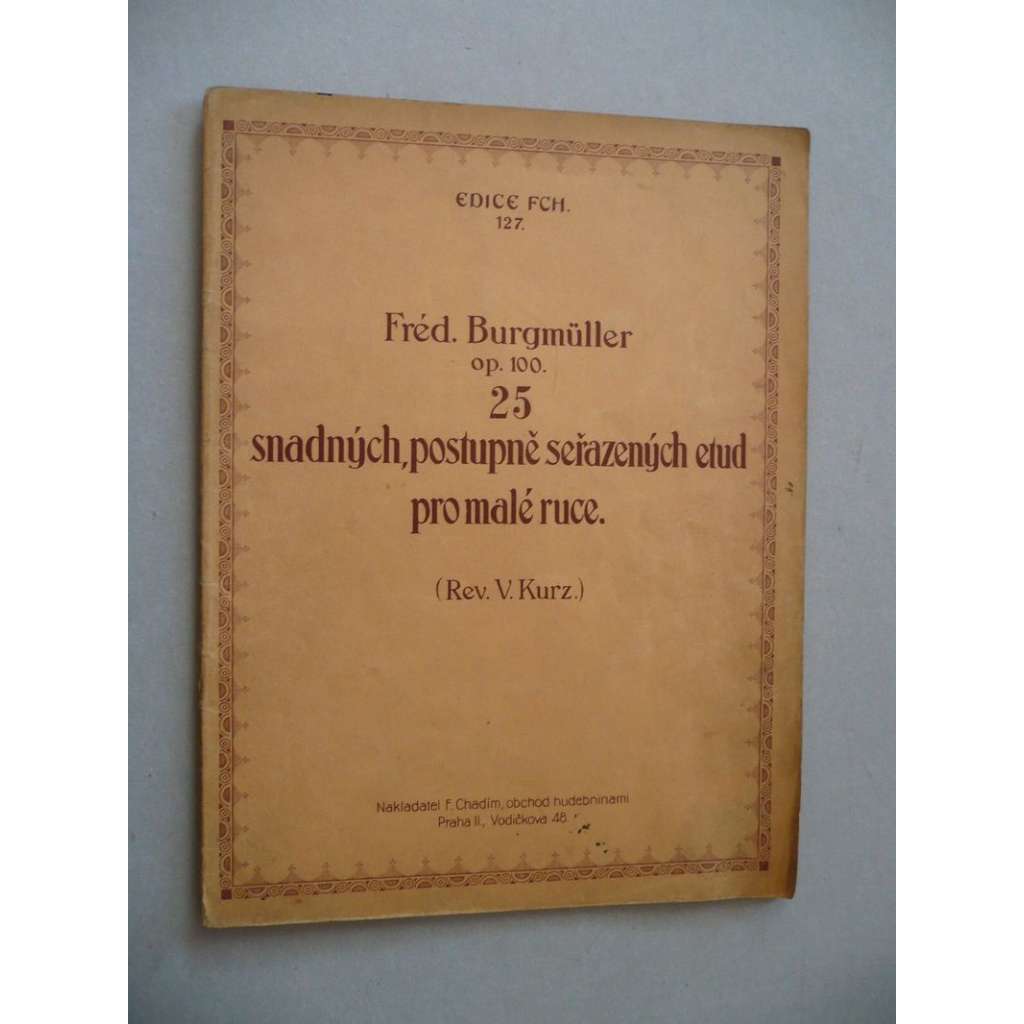 EDICE FCH.
127.
Fréd. Burgmüller
op. 100.
25
snadných, postupně seřazených etud
pro malé ruce.
(Rev. V. Kurz.)
Nakladatel F. Chadím, obchod hudebninami
Praha II., Vodičkova 48.